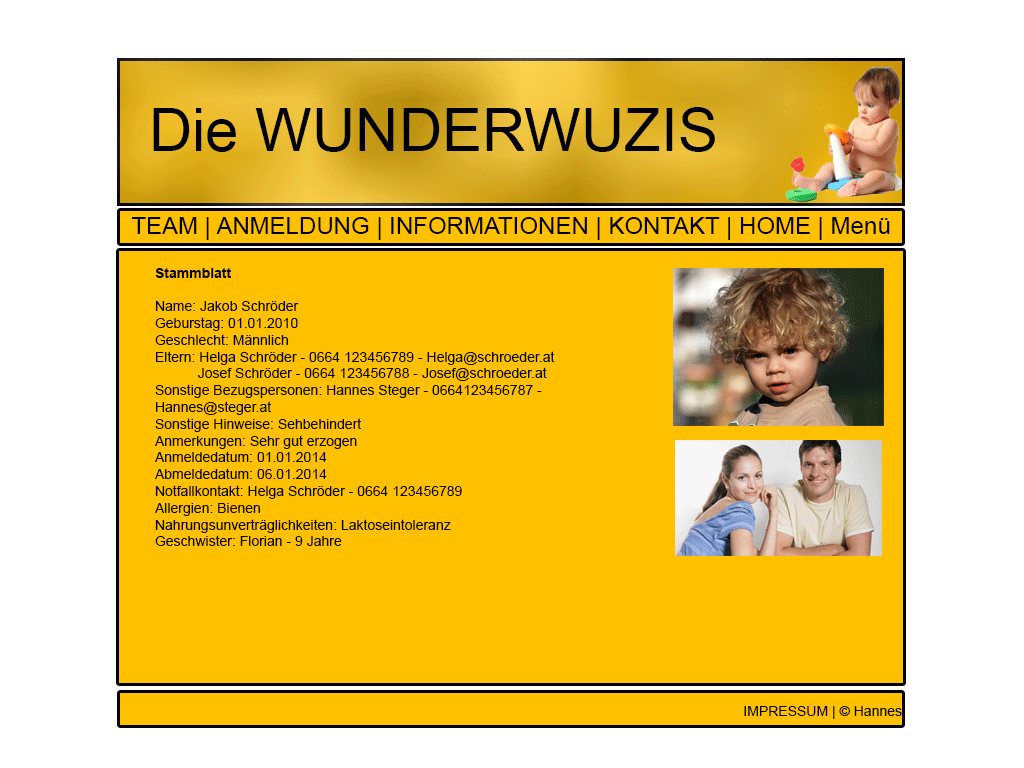 Die WUNDERWUZIS
TEAM | ANMELDUNG | INFORMATIONEN | KONTAKT | HOME | Menü
Stammblatt
Name: Jakob Schröder
Geburstag: 01.01.2010
Geschlecht: Männlich
Eltern: Helga Schröder - 0664 123456789 - Helga@schroeder.at
Josef Schröder - 0664 123456788 - Josef@schroeder.at
Sonstige Bezugspersonen: Hannes Steger - 0664123456787 -
Hannes@steger.at
Sonstige Hinweise: Sehbehindert
Anmerkungen: Sehr gut erzogen
Anmeldedatum: 01.01.2014
Abmeldedatum: 06.01.2014
Notfallkontakt: Helga Schröder - 0664 123456789
Allergien: Bienen
Nahrungsunverträglichkeiten: Laktoseintoleranz
Geschwister: Florian - 9 Jahre
IMPRESSUM | © Hannes